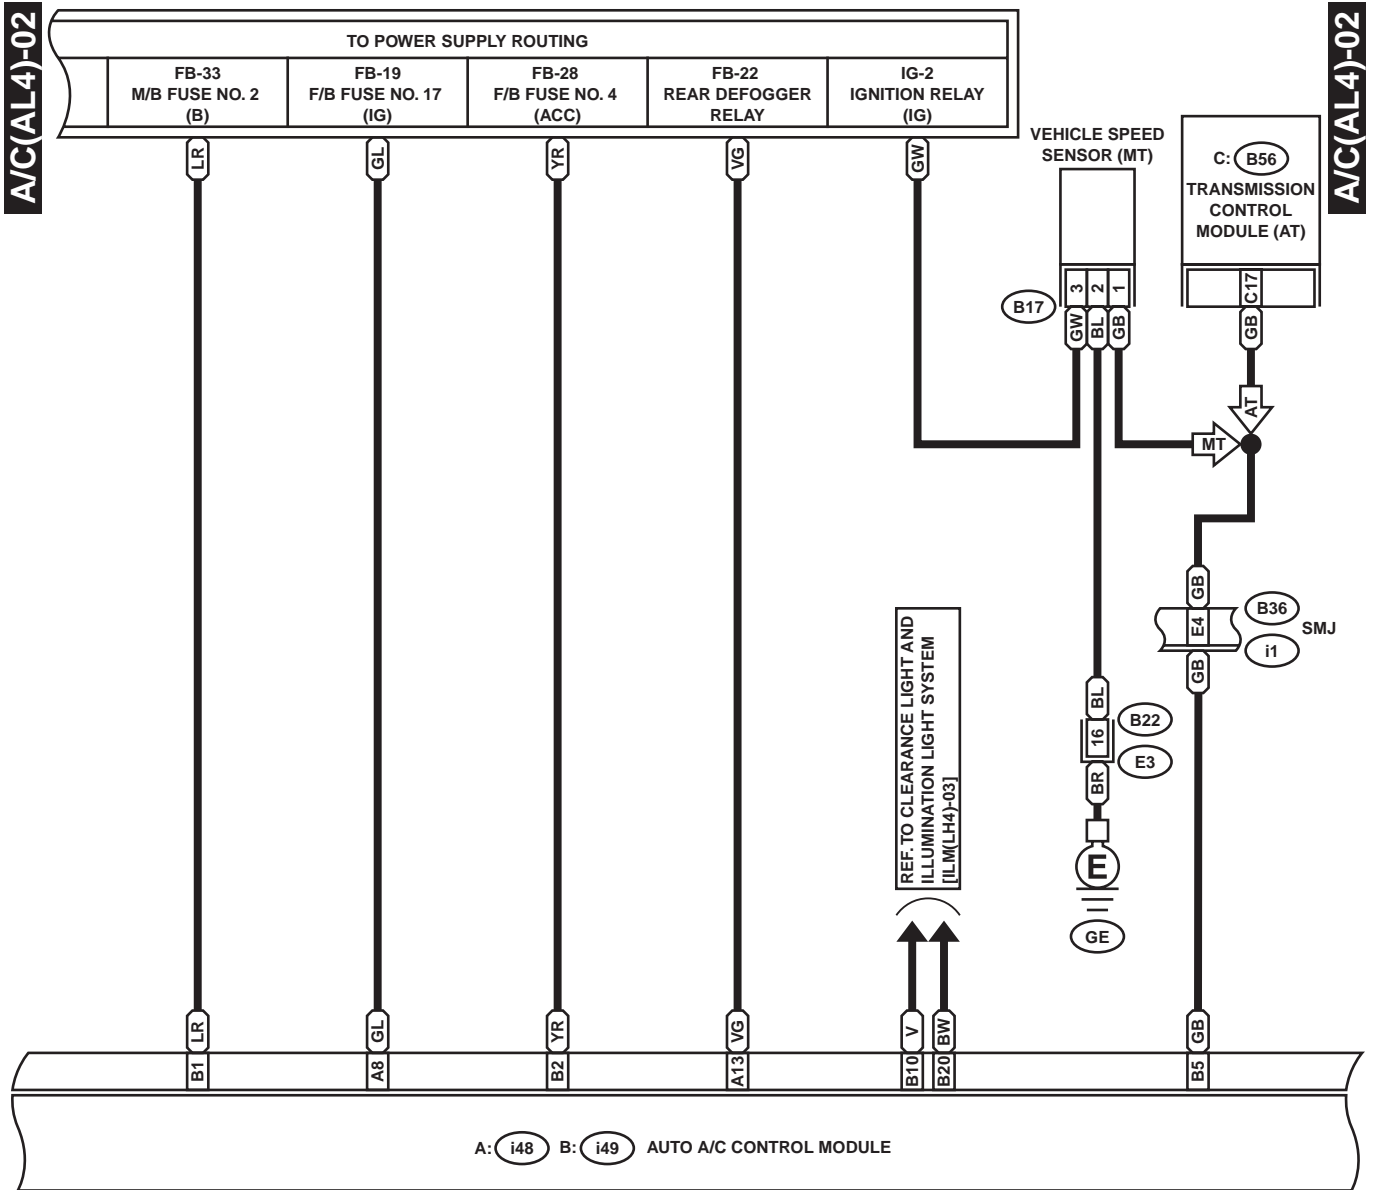 A/C(AL4)-02
A/C(AL4)-02
TO POWER SUPPLY ROUTING
FB-33
M/B FUSE NO. 2
(B)
FB-19
F/B FUSE NO. 17
(IG)
FB-28
F/B FUSE NO. 4
(ACC)
FB-22
REAR DEFOGGER
RELAY
IG-2
IGNITION RELAY
(IG)
LR
GL
YR
VG
GW
VEHICLE SPEED
SENSOR (MT)
C: B56
TRANSMISSION
CONTROL
MODULE (AT)
B17
3
2
1
C17
GW
BL
GB
GB
AT
MT
GB
E4
GB
B36
SMJ
i1
REF. TO CLEARANCE LIGHT AND
ILLUMINATION LIGHT SYSTEM
[ILM(LH4)-03]
BL
16
BR
B22
E3
E
GE
LR
GL
YR
VG
V
BW
GB
B1
A8
B2
A13
B10
B20
B5
A: i48 B: i49 AUTO A/C CONTROL MODULE